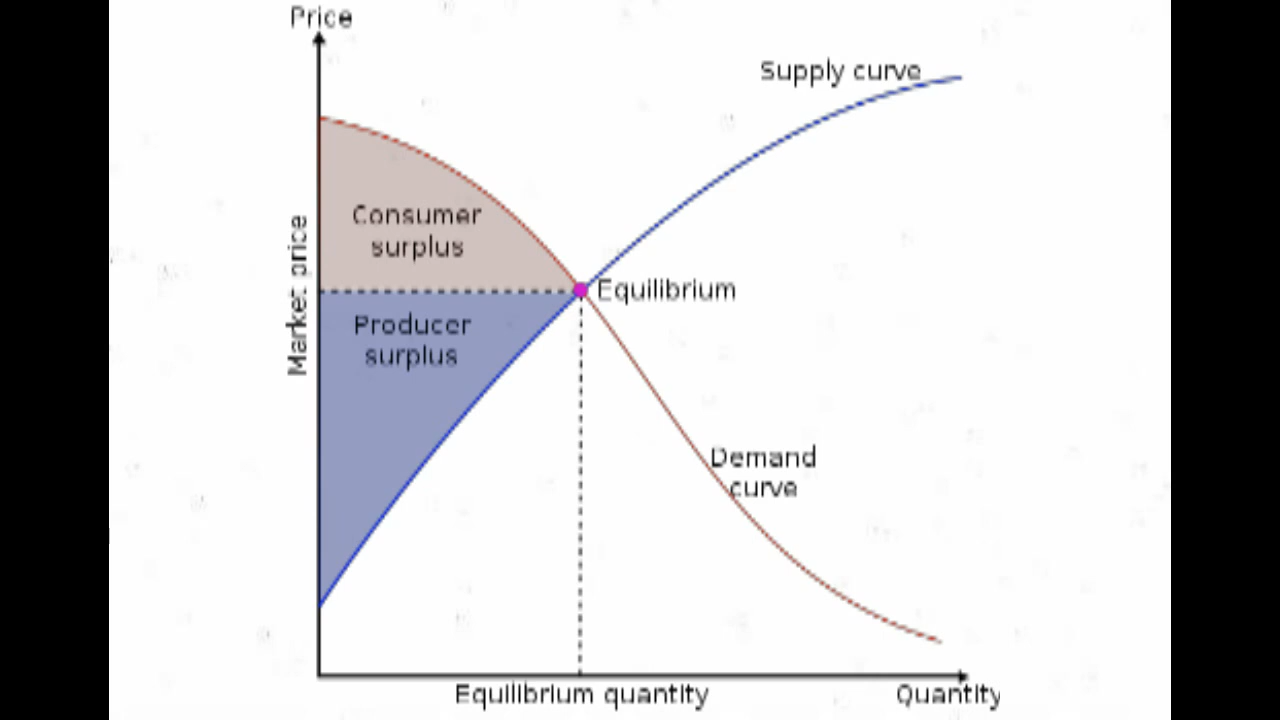 Price
Supply curve
Consumer
surplus
Market price
Equilibrium
Producer
surplus
Demand
curve
Equilibrium quantity
Quantity